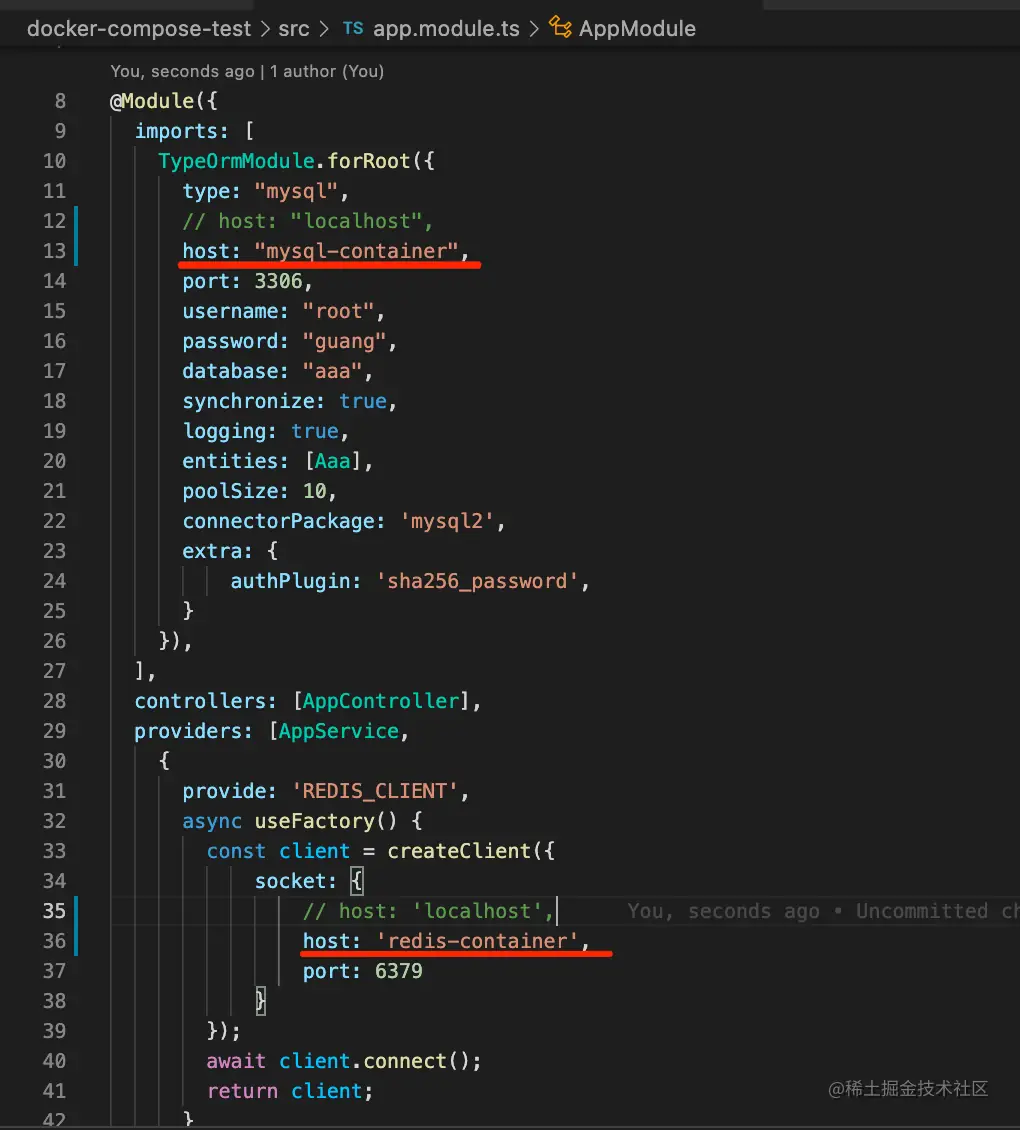 docker-compose-test > src > TS app.module.ts > AppModule
You, seconds ago | 1 author (You)
8 @Module({
9 imports: [
10 TypeOrmModule.forRoot({
11 type: "mysql",
12 // host: "localhost",
13 host: "mysql-container",
14 port: 3306,
15 username: "root",
16 password: "guang",
17 database: "aaa",
18 synchronize: true,
19 logging: true,
20 entities: [Aaa],
21 poolSize: 10,
22 connectorPackage: 'mysql2',
23 extra: {
24 authPlugin: 'sha256_password',
25 }
26 }),
27 ],
28 controllers: [AppController],
29 providers: [AppService,
30 {
31 provide: 'REDIS_CLIENT',
32 async useFactory() {
33 const client = createClient({
34 socket: {
35 // host: 'localhost', You, seconds ago • Uncommitted ch
36 host: 'redis-container',
37 port: 6379
38 }
39 });
40 await client.connect();
41 return client;
42 }
@稀土掘金技术社区